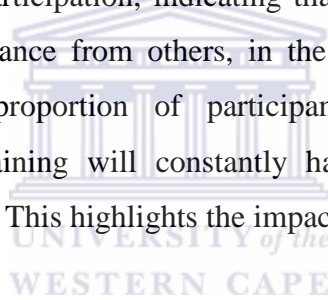 articipation, indicating tha
ance from others, in the
proportion of participan
aining will constantly ha
This highlights the impac
UNIVERSITY of the
WESTERN CAPE